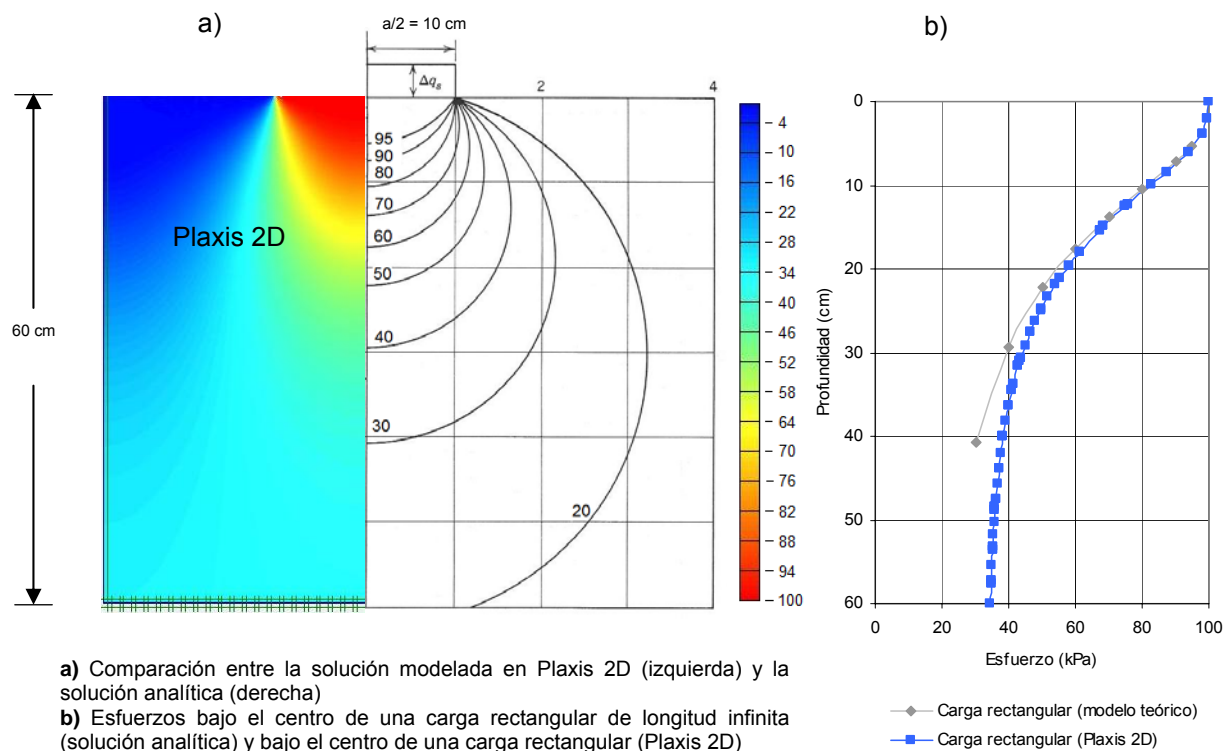 a)
b)
a/2 = 10 cm
Δqs
2
4
60 cm
Plaxis 2D
95
90
80
70
60
50
40
30
20
4
10
16
22
28
34
40
46
52
58
64
70
76
82
88
94
100
0
10
20
30
40
50
60
Profundidad (cm)
0
20
40
60
80
100
Esfuerzo (kPa)
Carga rectangular (modelo teórico)
Carga rectangular (Plaxis 2D)
a) Comparación entre la solución modelada en Plaxis 2D (izquierda) y la
solución analítica (derecha)
b) Esfuerzos bajo el centro de una carga rectangular de longitud infinita
(solución analítica) y bajo el centro de una carga rectangular (Plaxis 2D)